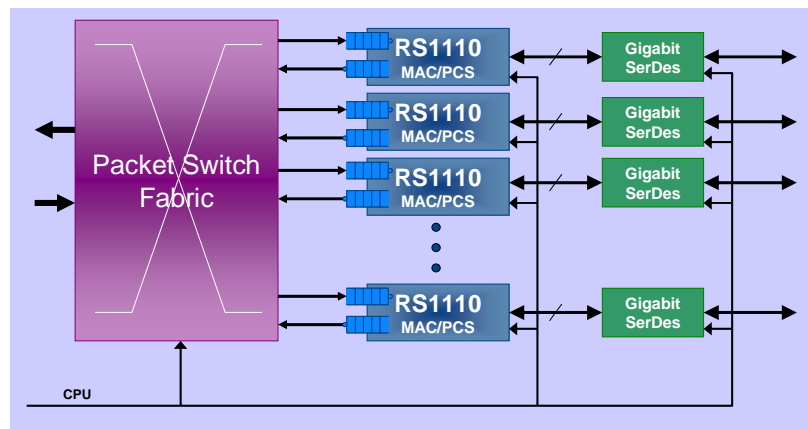 RS1110
MAC/PCS
Gigabit
SerDes
RS1110
MAC/PCS
Gigabit
SerDes
Packet Switch
Fabric
RS1110
MAC/PCS
Gigabit
SerDes
RS1110
MAC/PCS
Gigabit
SerDes
CPU